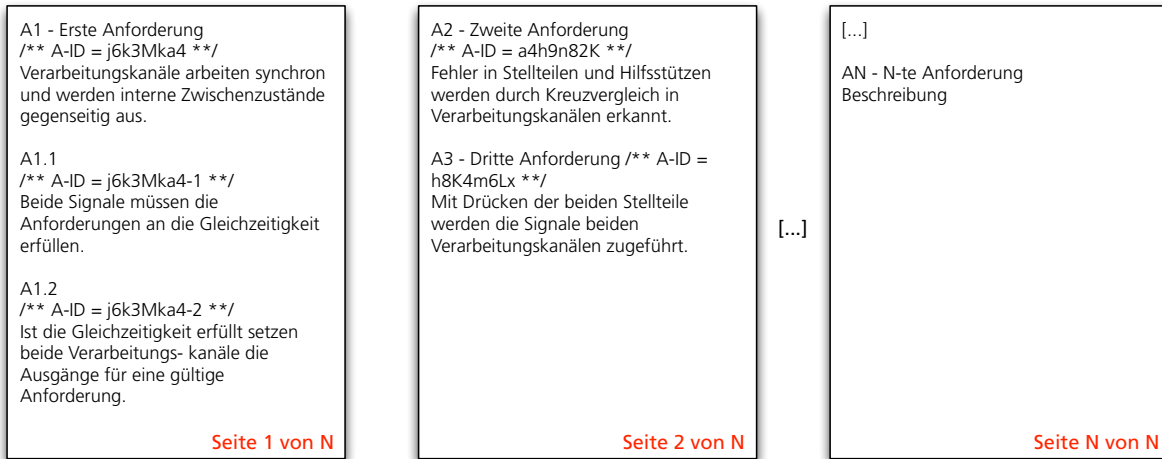 A1 - Erste Anforderung
/** A-ID = j6k3Mka4 **/
Verarbeitungskanäle arbeiten synchron
und werden interne Zwischenzustände
gegenseitig aus.
A1.1
/** A-ID = j6k3Mka4-1 **/
Beide Signale müssen die
Anforderungen an die Gleichzeitigkeit
erfüllen.
A1.2
/** A-ID = j6k3Mka4-2 **/
Ist die Gleichzeitigkeit erfüllt setzen
beide Verarbeitungs- kanäle die
Ausgänge für eine gültige
Anforderung.
Seite 1 von N
A2 - Zweite Anforderung
/** A-ID = a4h9n82K **/
Fehler in Stellteilen und Hilfsstützen
werden durch Kreuzvergleich in
Verarbeitungskanälen erkannt.
A3 - Dritte Anforderung /** A-ID =
h8K4m6Lx **/
Mit Drücken der beiden Stellteile
werden die Signale beiden
Verarbeitungskanälen zugeführt.
Seite 2 von N
[...]
[...]
AN - N-te Anforderung
Beschreibung
Seite N von N